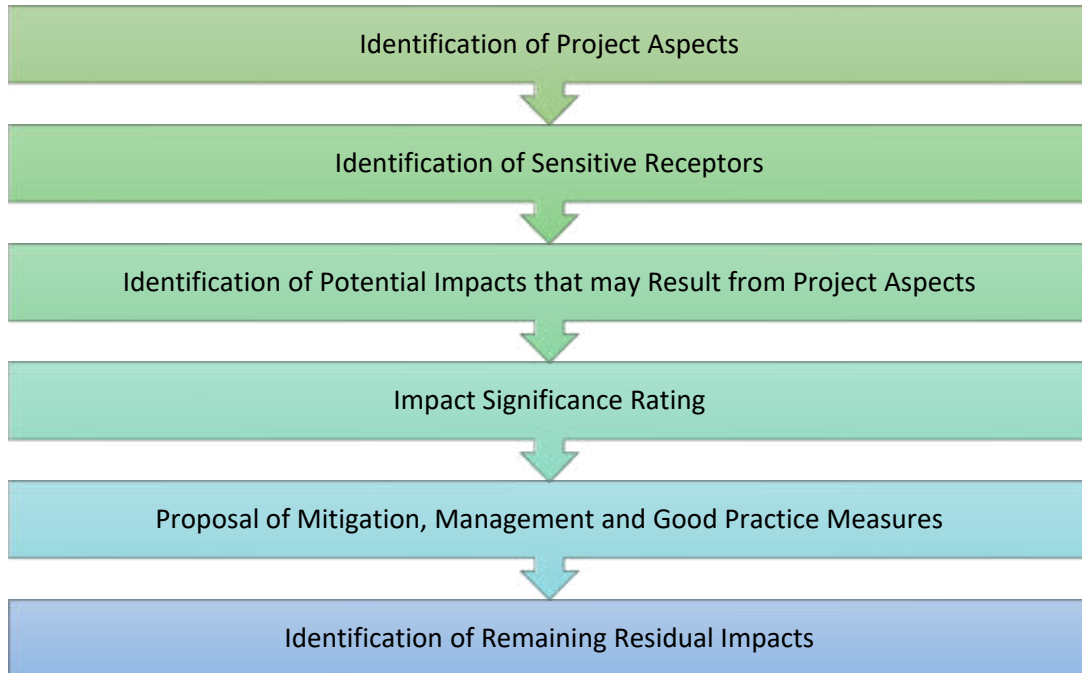 Identification of Project Aspects
Identification of Sensitive Receptors
Identification of Potential Impacts that may Result from Project Aspects
Impact Significance Rating
Proposal of Mitigation, Management and Good Practice Measures
Identification of Remaining Residual Impacts